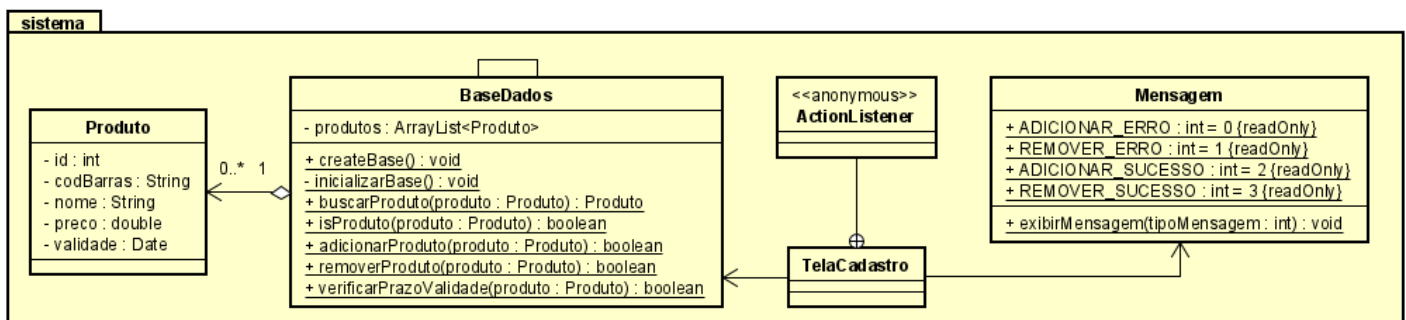 sistema
Produto
- id : int
- codBarras : String
- nome : String
- preco : double
- validade : Date
0..* 1
BaseDados
- produtos : ArrayList<Produto>
+ createBase() : void
- inicializarBase() : void
+ buscarProduto(produto : Produto) : Produto
+ isProduto(produto : Produto) : boolean
+ adicionarProduto(produto : Produto) : boolean
+ removerProduto(produto : Produto) : boolean
+ verificarPrazoValidade(produto : Produto) : boolean
<<anonymous>>
ActionListener
TelaCadastro
Mensagem
+ ADICIONAR_ERRO : int = 0 {readOnly}
+ REMOVER_ERRO : int = 1 {readOnly}
+ ADICIONAR_SUCESSO : int = 2 {readOnly}
+ REMOVER_SUCESSO : int = 3 {readOnly}
+ exibirMensagem(tipoMensagem : int) : void